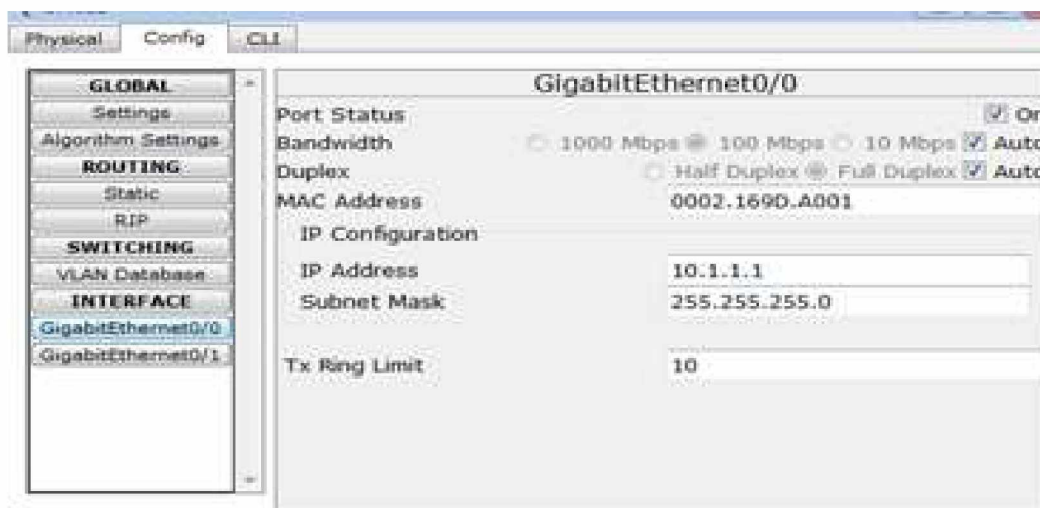 Physical Config CLI
GLOBAL
Settings
Algorithm Settings
ROUTING
Static
RIP
SWITCHING
VLAN Database
INTERFACE
GigabitEthernet0/0
GigabitEthernet0/1
GigabitEthernet0/0
Port Status On
Bandwidth 1000 Mbps 100 Mbps 10 Mbps Auto
Duplex Half Duplex Full Duplex Auto
MAC Address 0002.169D.A001
IP Configuration
IP Address 10.1.1.1
Subnet Mask 255.255.255.0
Tx Ring Limit 10